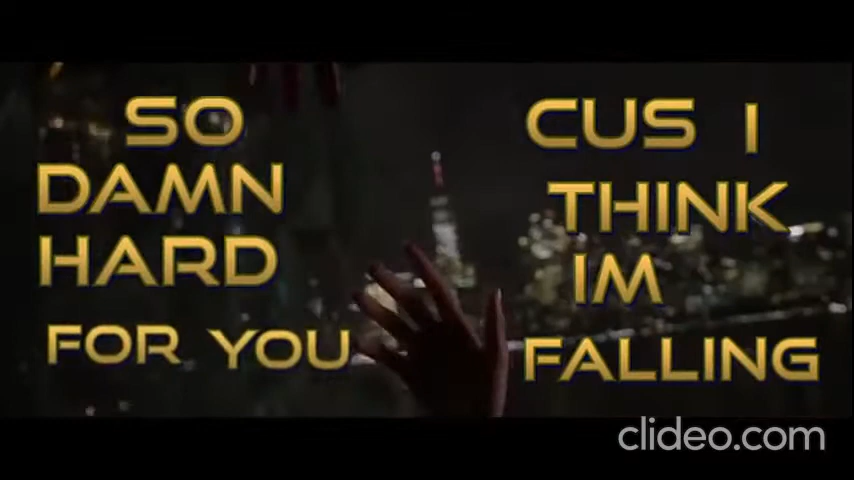 SO
DAMN
HARD
FOR YOU
CUS I
THINK
IM
FALLING
clideo.com